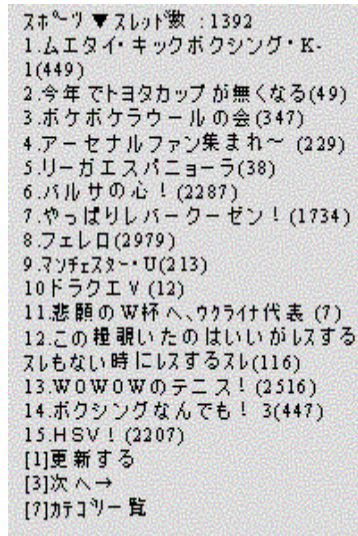 ｽﾎﾟｰﾂ▼ｽﾚｯﾄﾞ数 :1392
1.ムエタイ･キックボクシング･K-
1(449)
2.今年でトヨタカップが無くなる(49)
3.ボケボケラウールの会(347)
4.アーセナルファン集まれ～ (229)
5.リーガエスパニョーラ(38)
6.バルサの心！(2287)
7.やっぱりレバークーゼン！(1734)
8.フェレロ(2979)
9.ﾏﾝﾁｪｽﾀｰ･U(213)
10ドラクエV (12)
11.悲願のW杯へ､ｳｸﾗｲﾅ代表 (7)
12.この板覗いたのはいいがﾚｽする
ｽﾚもない時にﾚｽするｽﾚ(116)
13.WOWOWのテニス！(2516)
14.ボクシングなんでも！ 3(447)
15.HSV！(2207)
[1]更新する
[3]次へ→
[7]ｶﾃｺﾞﾘｰ覧